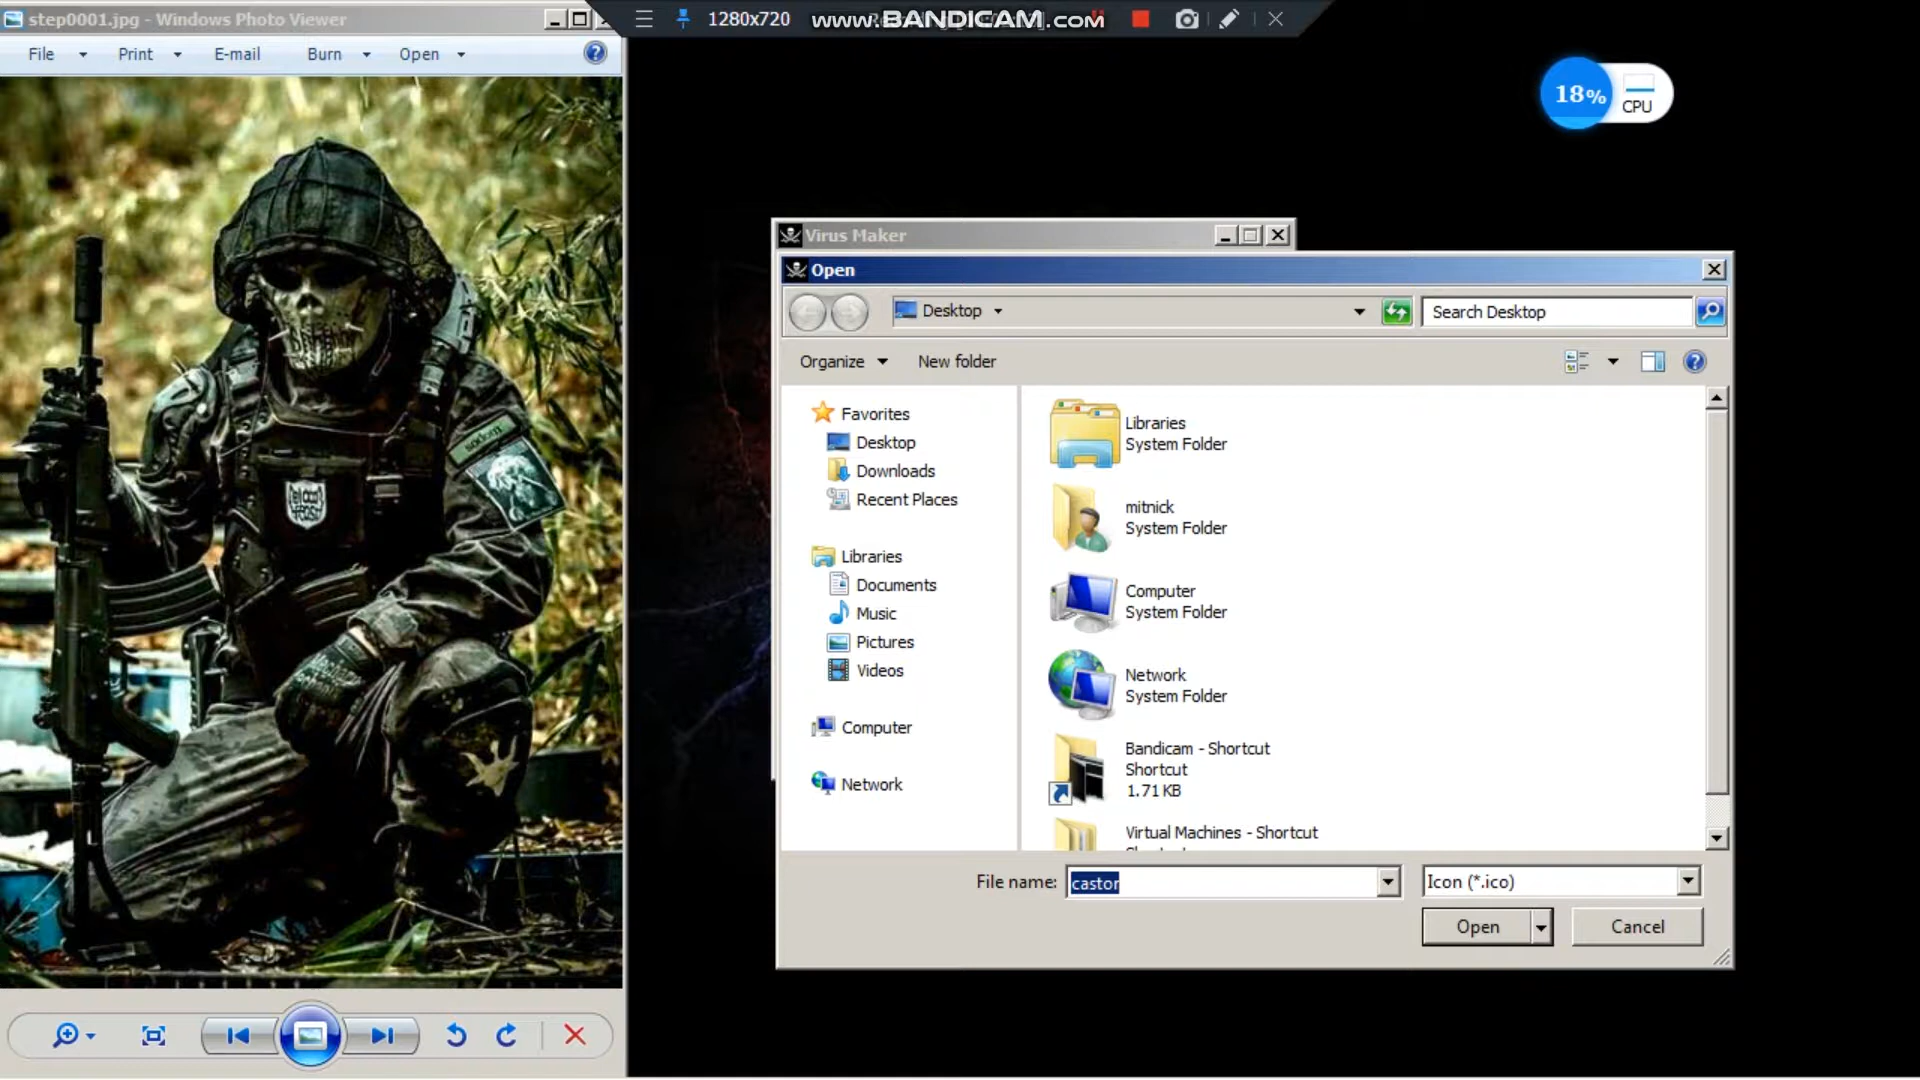 step0001.jpg - Windows Photo Viewer
File
Print
E-mail
Burn
Open
1280x720
www.BANDICAM.com
18%
CPU
Virus Maker
Open
Desktop
Search Desktop
Organize
New folder
Favorites
Desktop
Downloads
Recent Places
Libraries
Documents
Music
Pictures
Videos
Computer
Network
Libraries
System Folder
mitnick
System Folder
Computer
System Folder
Network
System Folder
Bandicam - Shortcut
Shortcut
1.71 KB
Virtual Machines - Shortcut
File name:
castor
Icon (*.ico)
Open
Cancel